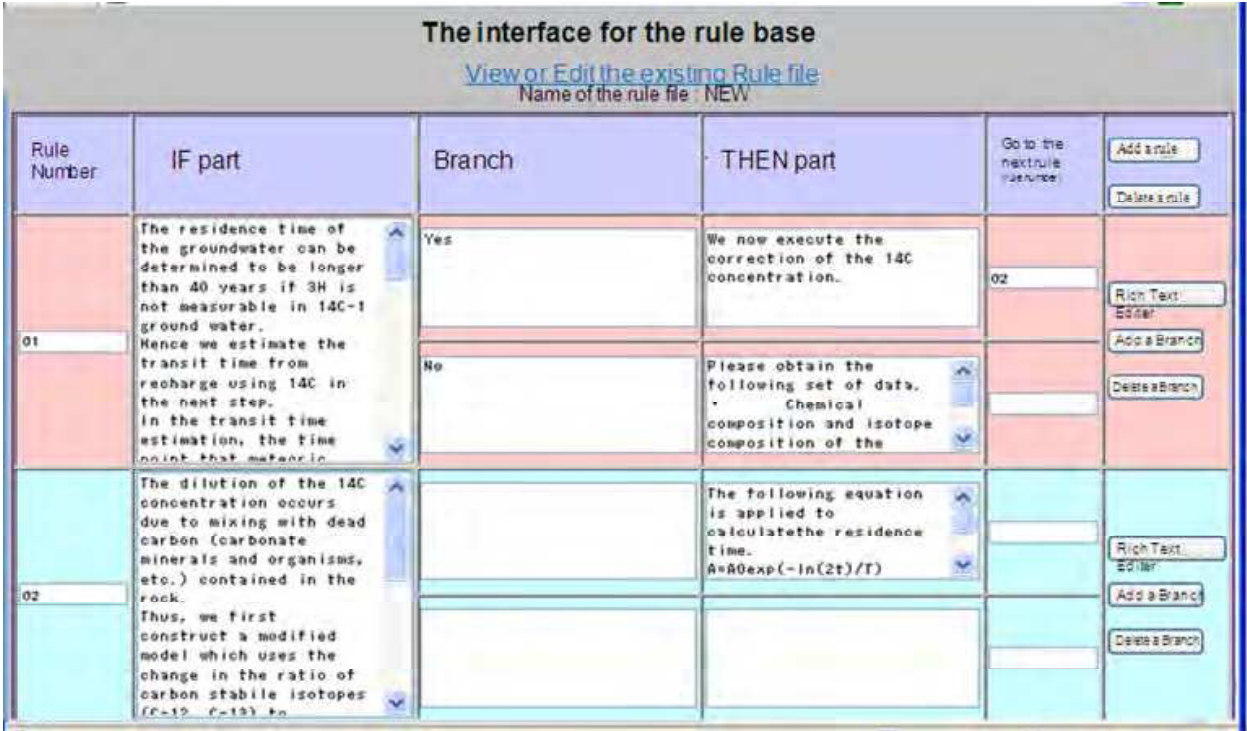 The interface for the rule base
View or Edit the existing Rule file
Name of the rule file : NEW
Rule
Number
IF part
Branch
THEN part
Go to the
next rule
Add a rule
Delete a rule
01
The residence time of
the groundwater can be
determined to be longer
than 40 years if 3H is
not measurable in 14C-1
ground water.
Hence we estimate the
transit time from
recharge using 14C in
the next step.
in the transit time
estimation, the time
point that meteoric
Yes
We now execute the
correction of the 14C
concentration.
02
No
Please obtain the
following set of data.
・ Chemical
composition and isotope
composition of the
Rich Text
Editer
Add a Branch
Delete a Branch
02
The dilution of the 14C
concentration occurs
due to mixing with dead
carbon (carbonate
minerals and organisms,
etc.) contained in the
rock.
Thus, we first
construct a modified
model which uses the
change in the ratio of
carbon stabile isotopes
(C-12, C-13) to
The following equation
is applied to
calculatethe residence
time.
A=A0exp(-ln(2t)/T)
Rich Text
Editer
Add a Branch
Delete a Branch